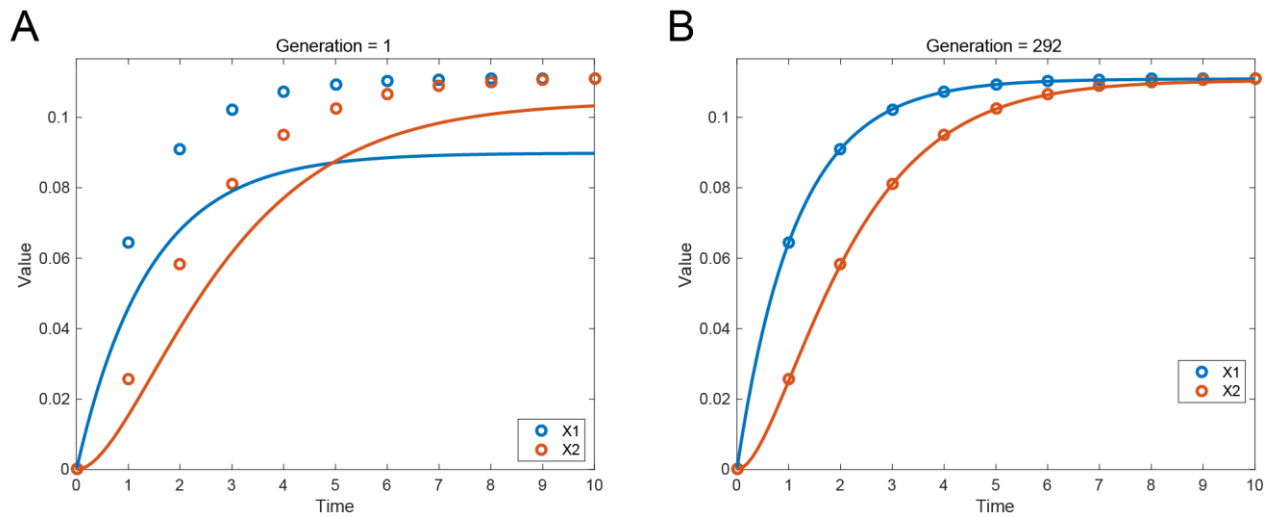 A
Generation = 1
Value
0.1
0.08
0.06
0.04
0.02
0
0 1 2 3 4 5 6 7 8 9 10
Time
X1
X2
B
Generation = 292
Value
0.1
0.08
0.06
0.04
0.02
0
0 1 2 3 4 5 6 7 8 9 10
Time
X1
X2